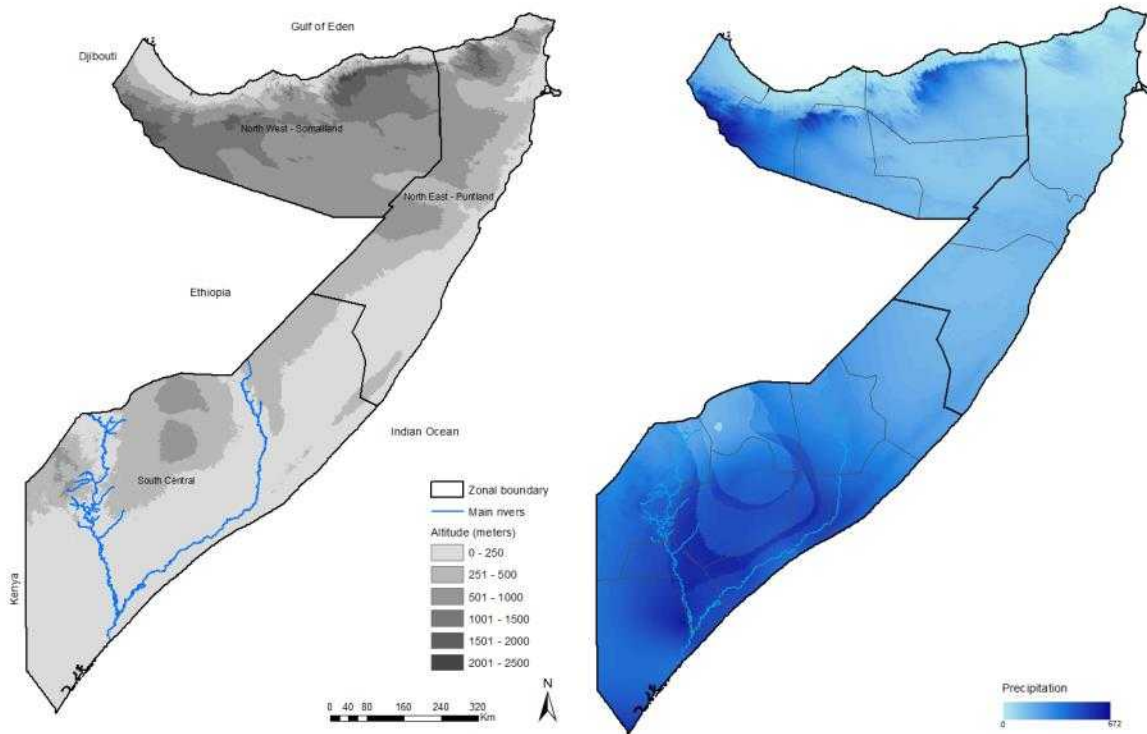 Gulf of Eden
Djibouti
North West - Somaliland
North East - Puntland
Ethiopia
Indian Ocean
South Central
Kenya
Zonal boundary
Main rivers
Altitude (meters)
0 - 250
251 - 500
501 - 1000
1001 - 1500
1501 - 2000
2001 - 2500
N
0 20 40 80 160 240 320
Km
Precipitation
0 672